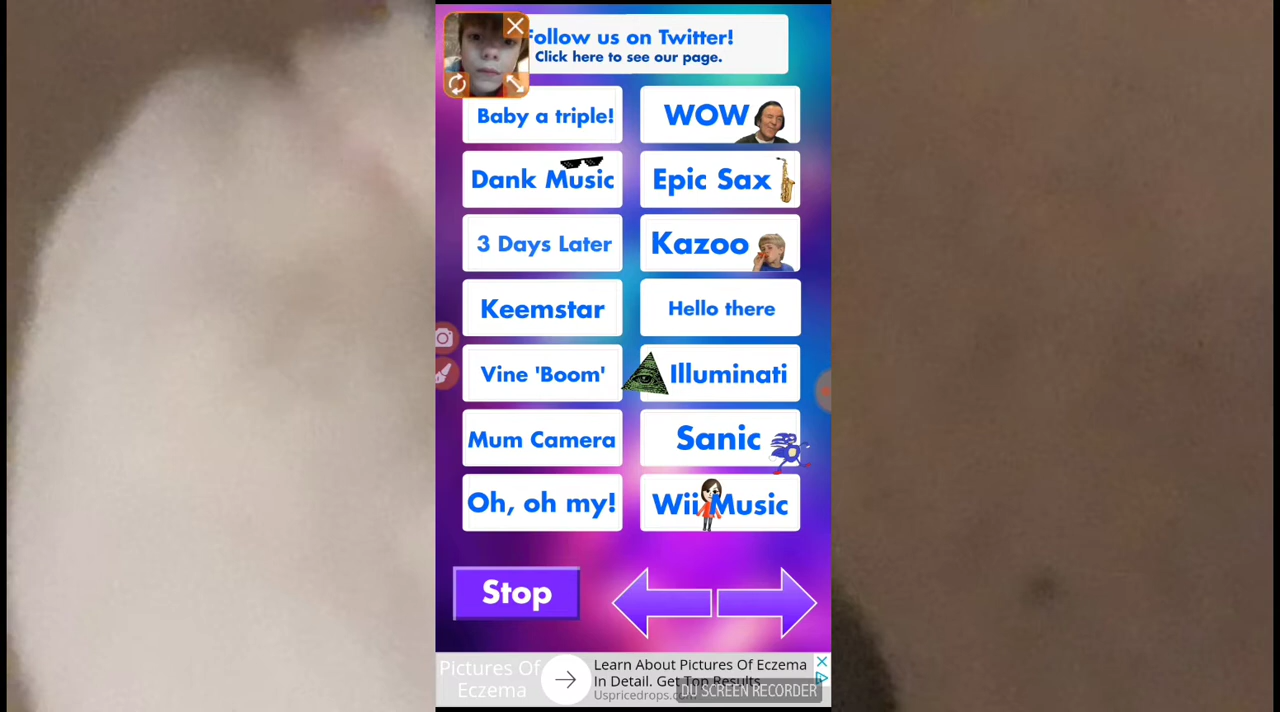 Follow us on Twitter!
Click here to see our page.
Baby a triple!
WOW
Dank Music
Epic Sax
3 Days Later
Kazoo
Keemstar
Hello there
Vine 'Boom'
Illuminati
Mum Camera
Sanic
Oh, oh my!
Wii Music
Stop
Pictures Of
Eczema
Learn About Pictures Of Eczema
In Detail. Get Top Results
Uspricedrops.com
DU SCREEN RECORDER